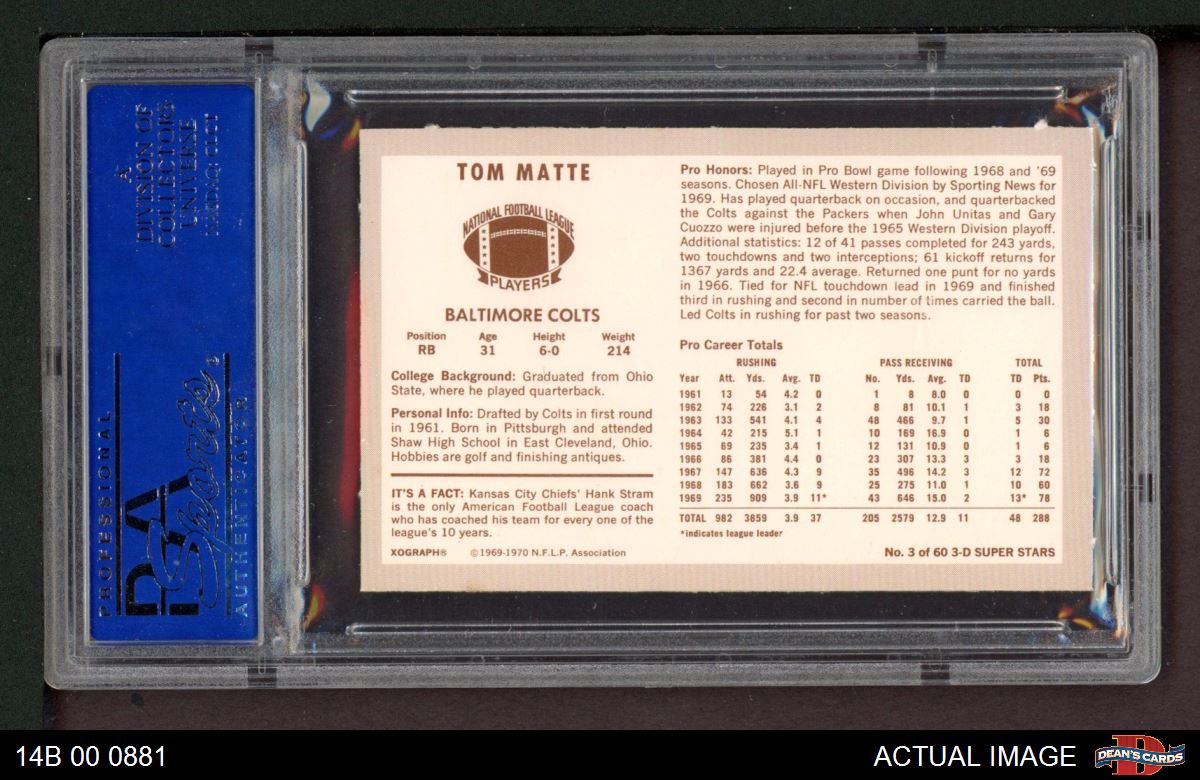 A
DIVISION OF
COLLECTORS
UNIVERSE
NASDAQ: CLCT
PROFESSIONAL
PSA
Sports
AUTHENTICATOR
TOM MATTE
NATIONAL FOOTBALL LEAGUE
PLAYERS
BALTIMORE COLTS
Position Age Height Weight
RB 31 6-0 214
College Background: Graduated from Ohio
State, where he played quarterback.
Personal Info: Drafted by Colts in first round
in 1961. Born in Pittsburgh and attended
Shaw High School in East Cleveland, Ohio.
Hobbies are golf and finishing antiques.
IT'S A FACT: Kansas City Chiefs' Hank Stram
is the only American Football League coach
who has coached his team for every one of the
league's 10 years.
XOGRAPH® ©1969-1970 N.F.L.P. Association
Pro Honors: Played in Pro Bowl game following 1968 and '69
seasons. Chosen All-NFL Western Division by Sporting News for
1969. Has played quarterback on occasion, and quarterbacked
the Colts against the Packers when John Unitas and Gary
Cuozzo were injured before the 1965 Western Division playoff.
Additional statistics: 12 of 41 passes completed for 243 yards,
two touchdowns and two interceptions; 61 kickoff returns for
1367 yards and 22.4 average. Returned one punt for no yards
in 1966. Tied for NFL touchdown lead in 1969 and finished
third in rushing and second in number of times carried the ball.
Led Colts in rushing for past two seasons.
Pro Career Totals
RUSHING PASS RECEIVING TOTAL
Year Att. Yds. Avg. TD No. Yds. Avg. TD TD Pts.
1961 13 54 4.2 0 1 8 8.0 0 0 0
1962 74 226 3.1 2 8 81 10.1 1 3 18
1963 133 541 4.1 4 48 466 9.7 1 5 30
1964 42 215 5.1 1 10 169 16.9 0 1 6
1965 69 235 3.4 1 12 131 10.9 0 1 6
1966 86 381 4.4 0 23 307 13.3 3 3 18
1967 147 636 4.3 9 35 496 14.2 3 12 72
1968 183 662 3.6 9 25 275 11.0 1 10 60
1969 235 909 3.9 11* 43 646 15.0 2 13* 78
TOTAL 982 3859 3.9 37 205 2579 12.9 11 48 288
*indicates league leader
No. 3 of 60 3-D SUPER STARS
14B 00 0881
ACTUAL IMAGE
D
DEAN'S CARDS